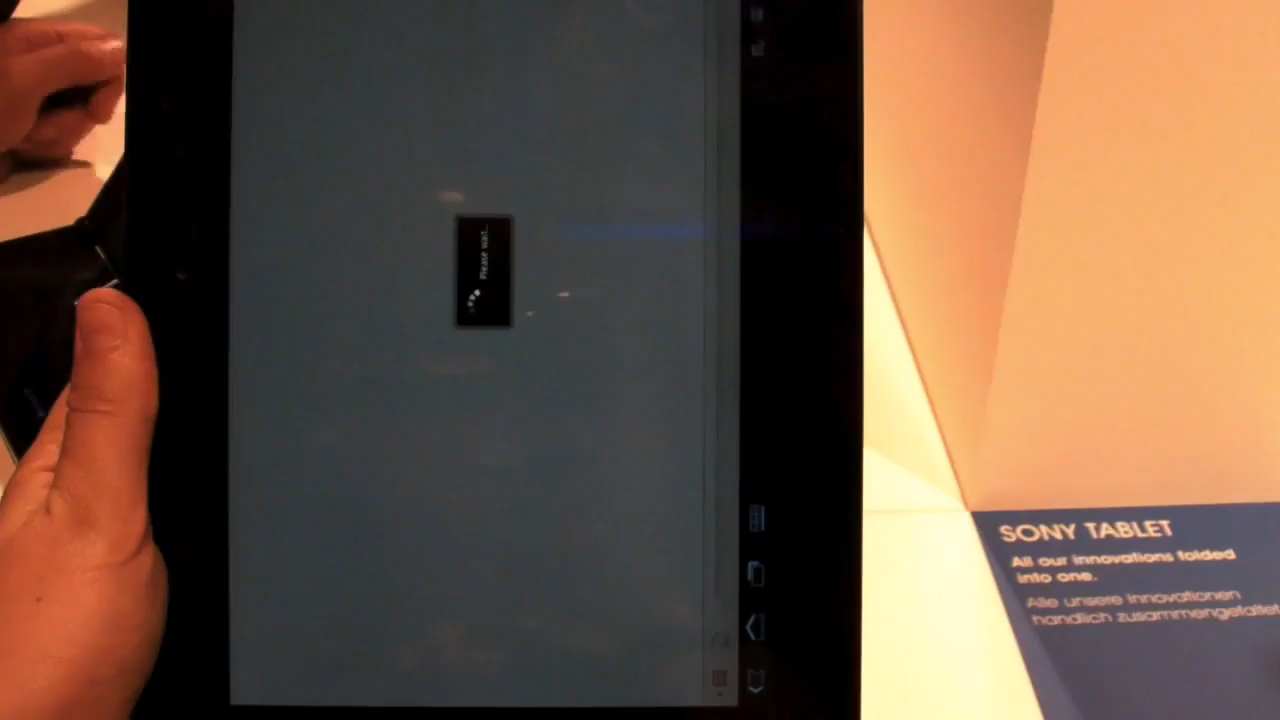 Please wait...
SONY TABLET
All our innovations folded
into one.
Alle unsere Innovationen
handlich zusammengefaltet